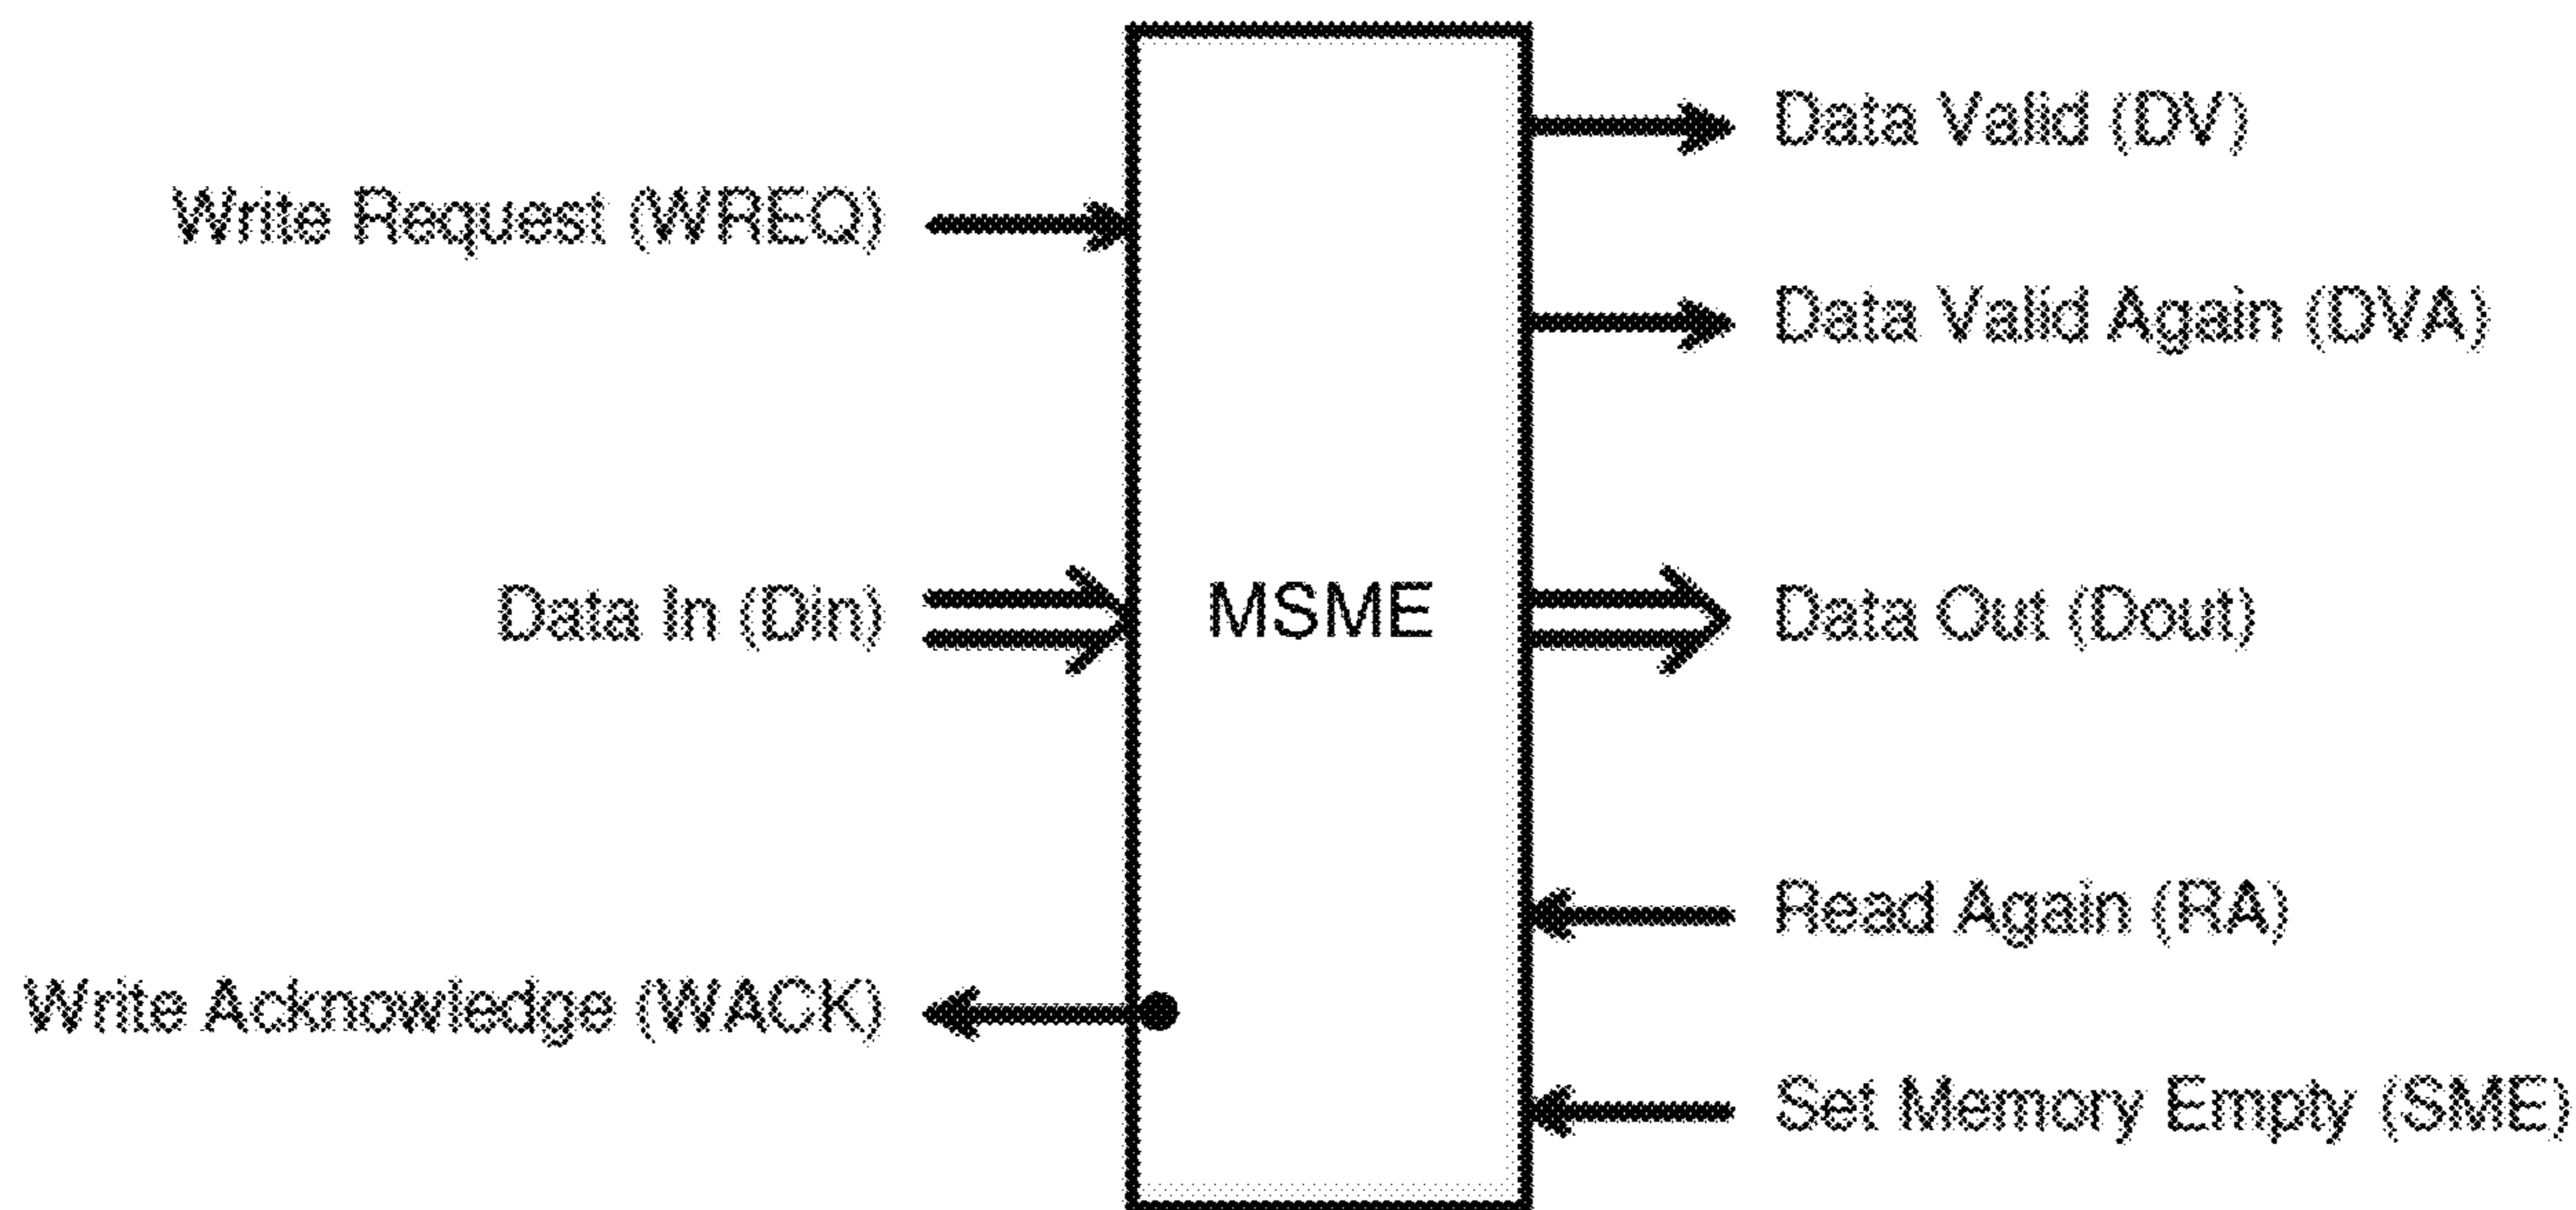 Data Valid (DV)
Write Request (WREQ)
Data Valid Again (DVA)
Data In (Din)
MSME
Data Out (Dout)
Read Again (RA)
Write Acknowledge (WACK)
Set Memory Empty (SME)